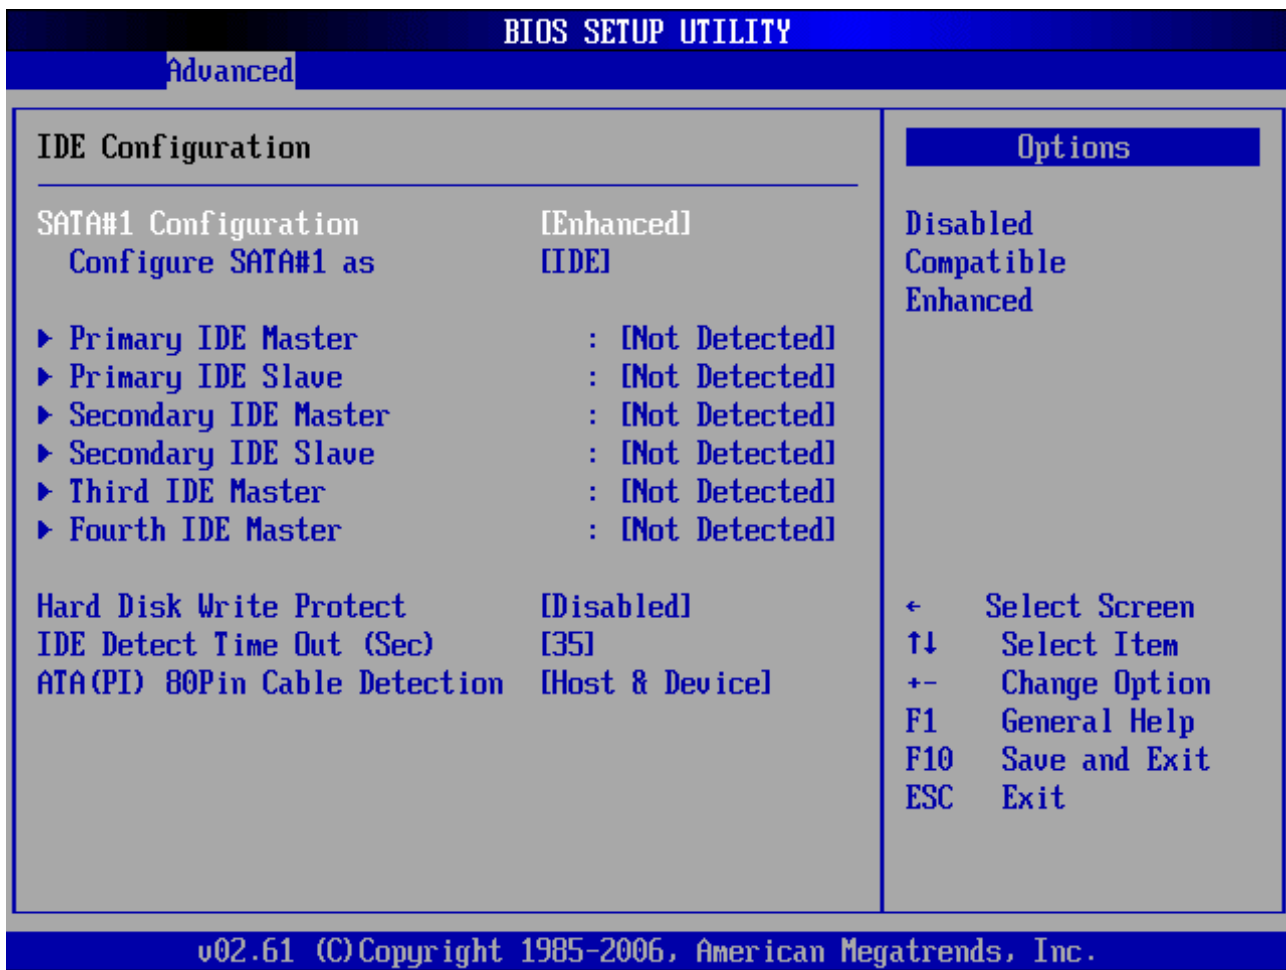 BIOS SETUP UTILITY
Advanced
IDE Configuration
SATA#1 Configuration [Enhanced]
Configure SATA#1 as [IDE]
▶ Primary IDE Master : [Not Detected]
▶ Primary IDE Slave : [Not Detected]
▶ Secondary IDE Master : [Not Detected]
▶ Secondary IDE Slave : [Not Detected]
▶ Third IDE Master : [Not Detected]
▶ Fourth IDE Master : [Not Detected]
Hard Disk Write Protect [Disabled]
IDE Detect Time Out (Sec) [35]
ATA(PI) 80Pin Cable Detection [Host & Device]
Options
Disabled
Compatible
Enhanced
← Select Screen
↑↓ Select Item
+- Change Option
F1 General Help
F10 Save and Exit
ESC Exit
v02.61 (C)Copyright 1985-2006, American Megatrends, Inc.